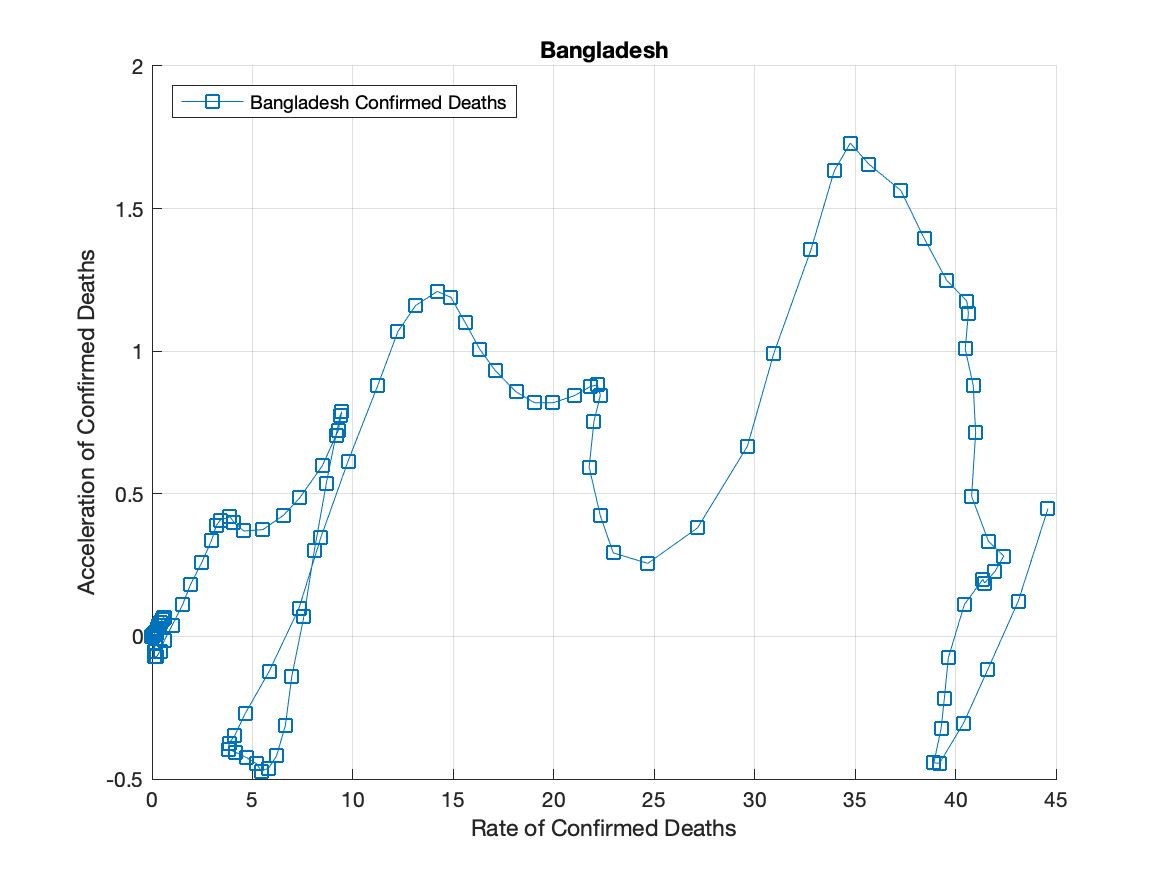 Bangladesh
Bangladesh Confirmed Deaths
Acceleration of Confirmed Deaths
2
1.5
1
0.5
0
-0.5
0 5 10 15 20 25 30 35 40 45
Rate of Confirmed Deaths